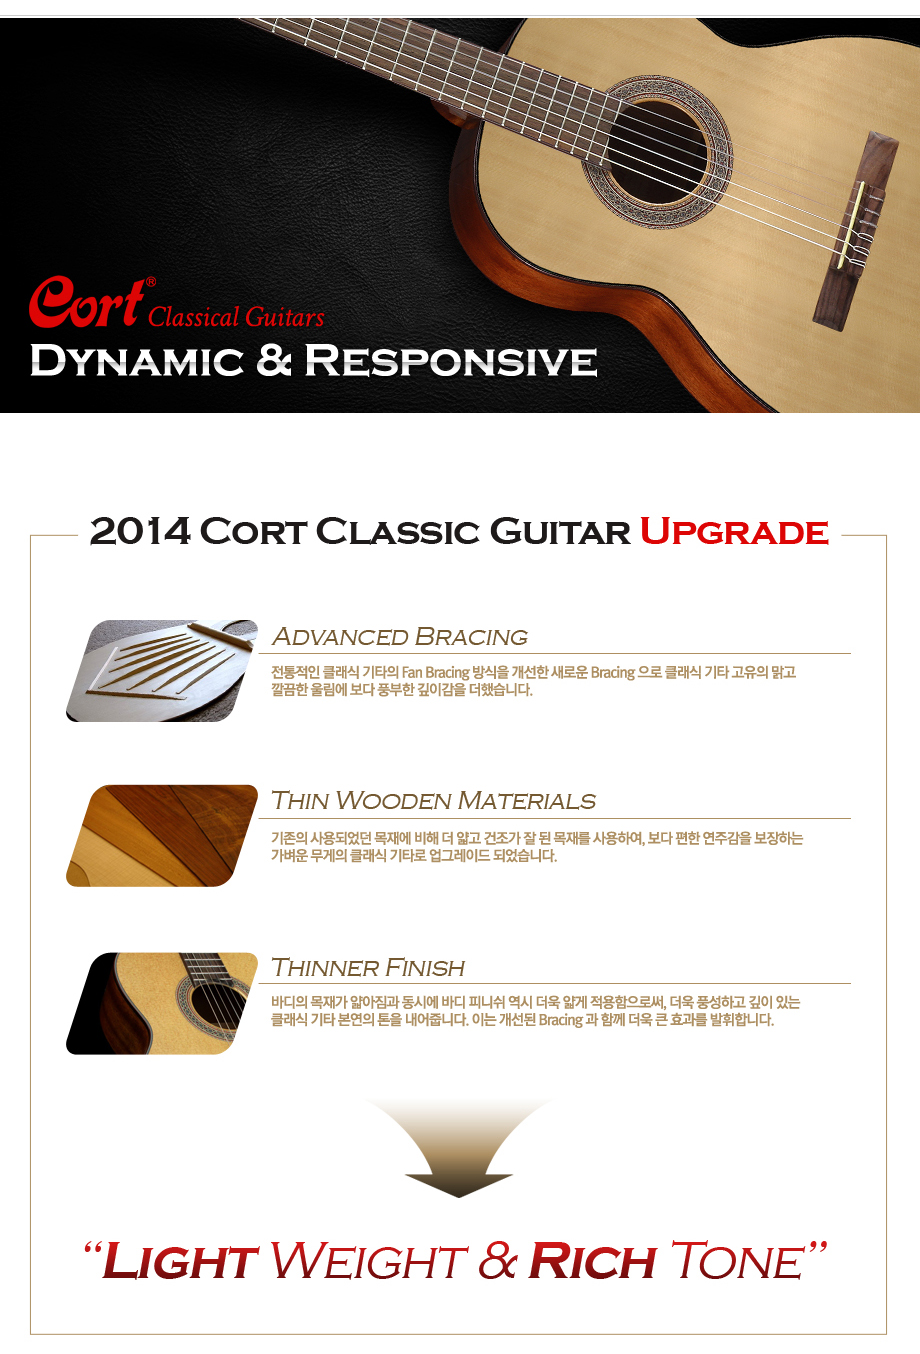 Cort® Classical Guitars
DYNAMIC & RESPONSIVE
2014 CORT CLASSIC GUITAR UPGRADE
ADVANCED BRACING
전통적인 클래식 기타의 Fan Bracing 방식을 개선한 새로운 Bracing 으로 클래식 기타 고유의 맑고
깔끔한 울림에 보다 풍부한 깊이감을 더했습니다.
THIN WOODEN MATERIALS
기존의 사용되었던 목재에 비해 더 얇고 건조가 잘 된 목재를 사용하여, 보다 편한 연주감을 보장하는
가벼운 무게의 클래식 기타로 업그레이드 되었습니다.
THINNER FINISH
바디의 목재가 얇아짐과 동시에 바디 피니쉬 역시 더욱 얇게 적용함으로써, 더욱 풍성하고 깊이 있는
클래식 기타 본연의 톤을 내어줍니다. 이는 개선된 Bracing 과 함께 더욱 큰 효과를 발휘합니다.
“LIGHT WEIGHT & RICH TONE”